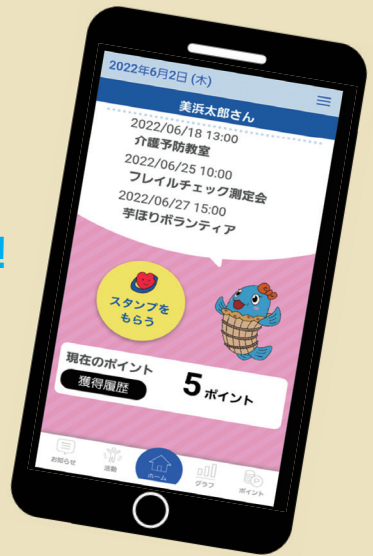 !
2022年6月2日 (木)
美浜太郎さん
2022/06/18 13:00
介護予防教室
2022/06/25 10:00
フレイルチェック測定会
2022/06/27 15:00
芋ほりボランティア
スタンプを
もらう
現在のポイント
獲得履歴
5ポイント
お知らせ
活動
ホーム
グラフ
ポイント